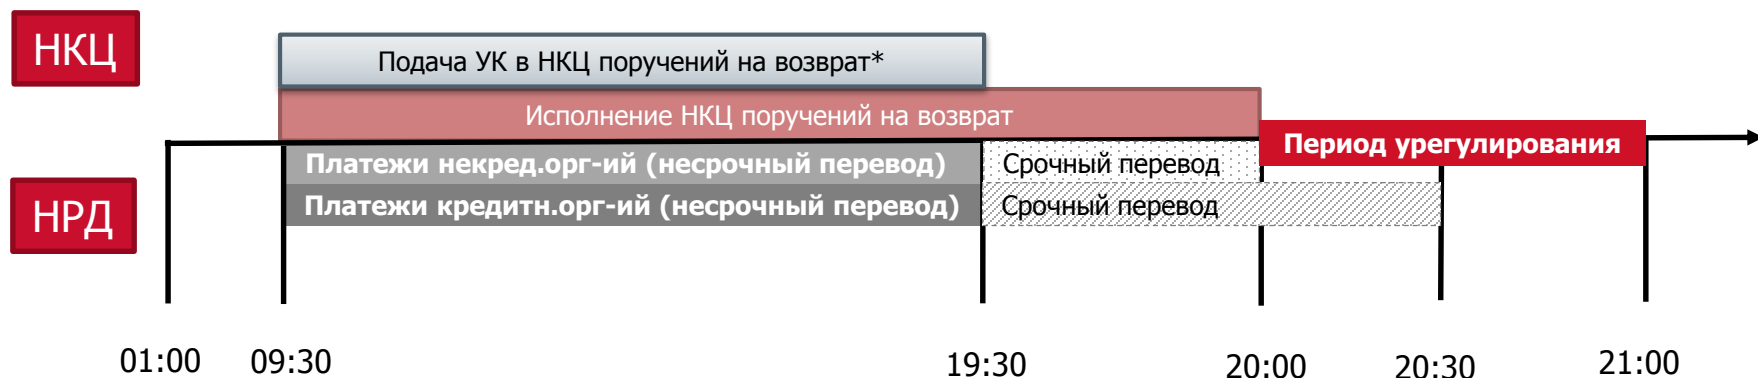 НКЦ
Подача УК в НКЦ поручений на возврат*
Исполнение НКЦ поручений на возврат
Период урегулирования
Платежи некред.орг-ий (несрочный перевод)
Срочный перевод
НРД
Платежи кредитн.орг-ий (несрочный перевод)
Срочный перевод
01:00
09:30
19:30
20:00
20:30
21:00